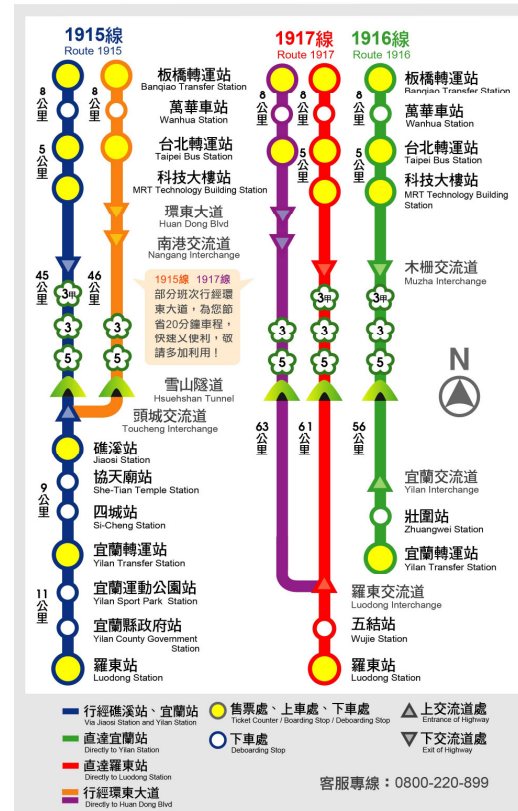 1915線
Route 1915
1917線
Route 1917
1916線
Route 1916
板橋轉運站
Banqiao Transfer Station
萬華車站
Wanhua Station
台北轉運站
Taipei Bus Station
科技大樓站
MRT Technology Building Station
環東大道
Huan Dong Blvd
南港交流道
Nangang Interchange
8公里
5公里
45公里
3甲
3
5
8公里
46公里
3
5
1915線 1917線
部分班次行經環
東大道，為您節
省20分鐘車程，
快速又便利，敬
請多加利用！
雪山隧道
Hsuehshan Tunnel
頭城交流道
Toucheng Interchange
礁溪站
Jiaosi Station
協天廟站
She-Tian Temple Station
四城站
Si-Cheng Station
9公里
宜蘭轉運站
Yilan Transfer Station
宜蘭運動公園站
Yilan Sport Park Station
11公里
宜蘭縣政府站
Yilan County Government
Station
羅東站
Luodong Station
8公里
3
5
63公里
8公里
5公里
3甲
3
5
61公里
8公里
5公里
3甲
3
5
56公里
板橋轉運站
Banqiao Transfer Station
萬華車站
Wanhua Station
台北轉運站
Taipei Bus Station
科技大樓站
MRT Technology Building
Station
木柵交流道
Muzha Interchange
N
宜蘭交流道
Yilan Interchange
壯圍站
Zhuangwei Station
宜蘭轉運站
Yilan Transfer Station
羅東交流道
Luodong Interchange
五結站
Wujie Station
羅東站
Luodong Station
行經礁溪站、宜蘭站
Via Jiaosi Station and Yilan Station
直達宜蘭站
Directly to Yilan Station
直達羅東站
Directly to Luodong Station
行經環東大道
Directly to Huan Dong Blvd
售票處、上車處、下車處
Ticket Counter / Boarding Stop / Deboarding Stop
下車處
Deboarding Stop
上交流道處
Entrance of Highway
下交流道處
Exit of Highway
客服專線：0800-220-899